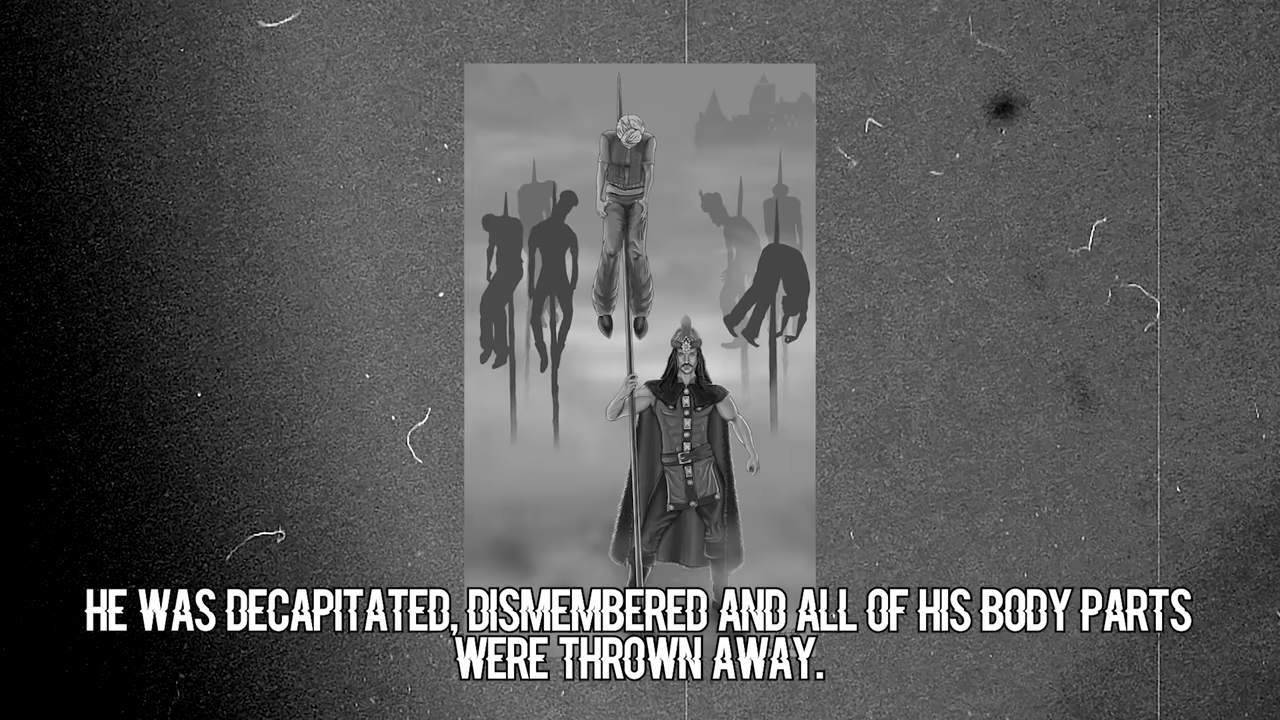 HE WAS DECAPITATED, DISMEMBERED AND ALL OF HIS BODY PARTS
WERE THROWN AWAY.